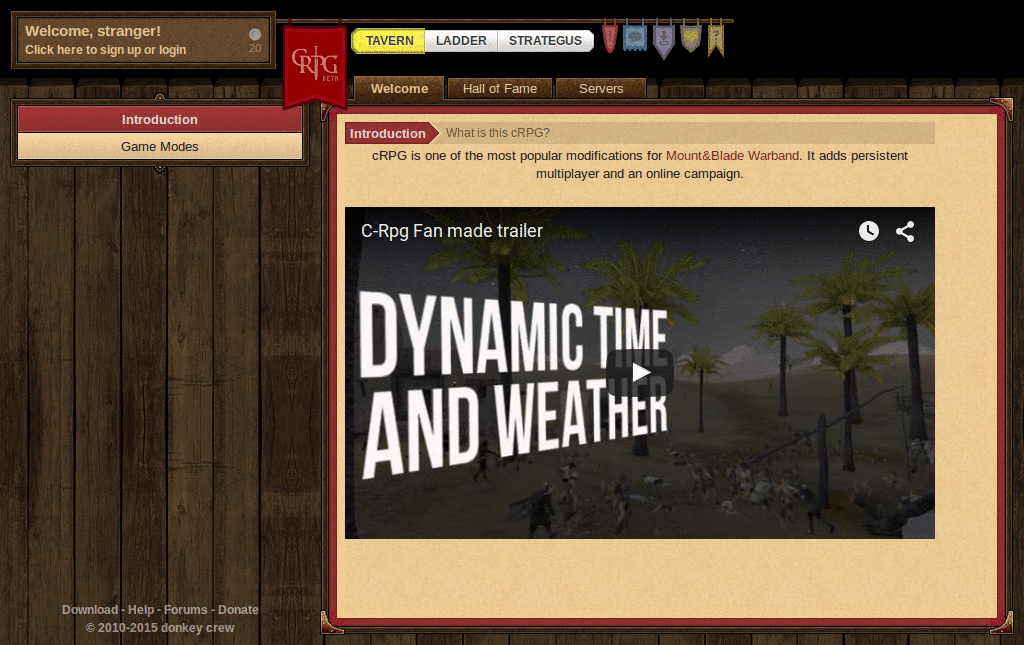 Welcome, stranger!
Click here to sign up or login
20
CRPG
BETA
TAVERN
LADDER
STRATEGUS
Welcome
Hall of Fame
Servers
Introduction
Game Modes
Introduction
What is this cRPG?
cRPG is one of the most popular modifications for Mount&Blade Warband. It adds persistent
multiplayer and an online campaign.
C-Rpg Fan made trailer
DYNAMIC TIME
AND WEATHER
Download - Help - Forums - Donate
© 2010-2015 donkey crew